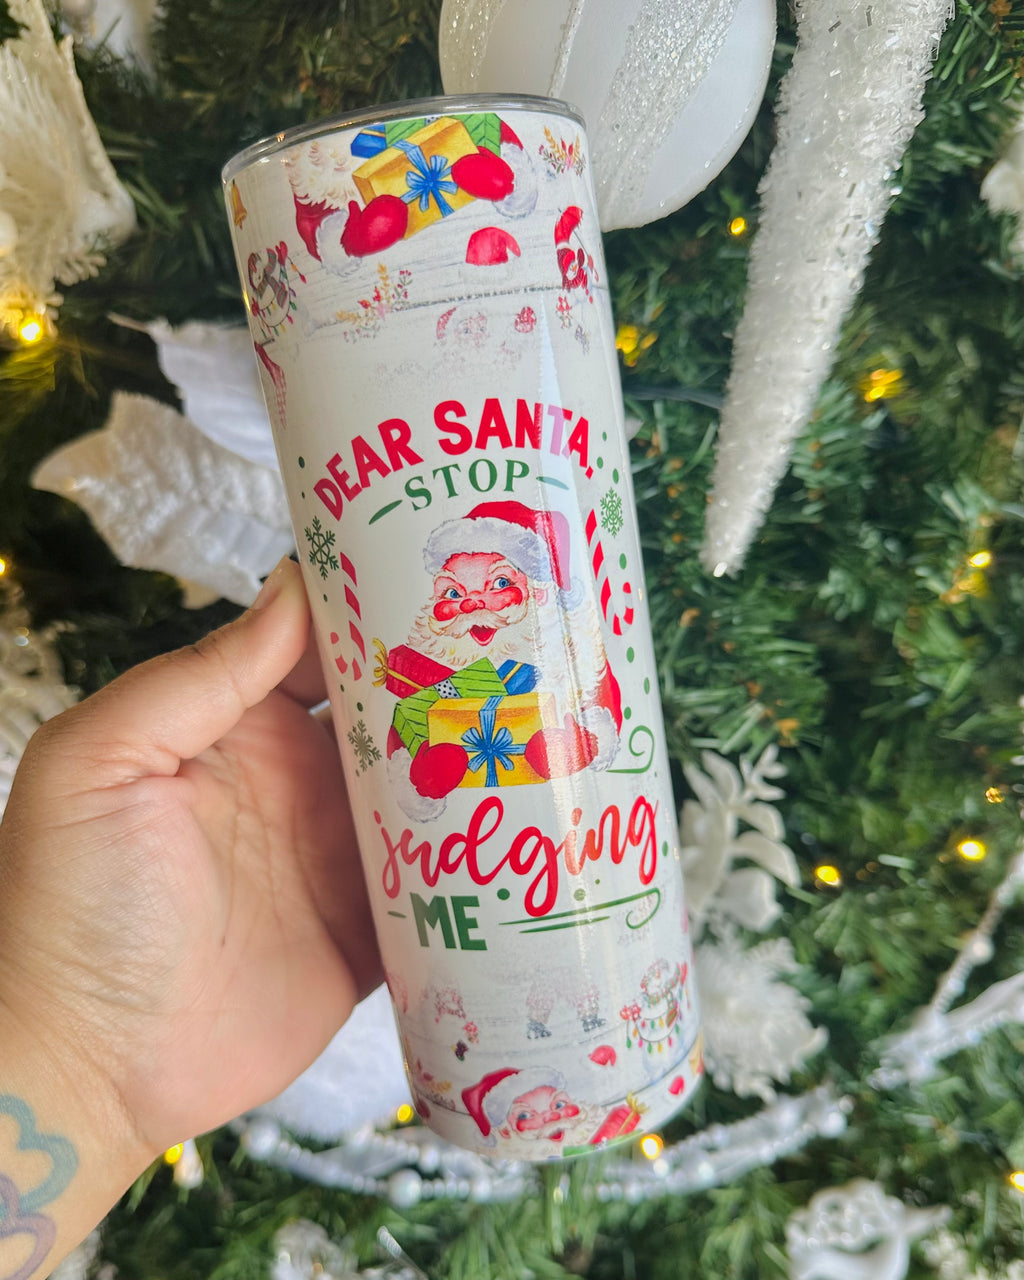 DEAR SANTA,
STOP
judging
ME